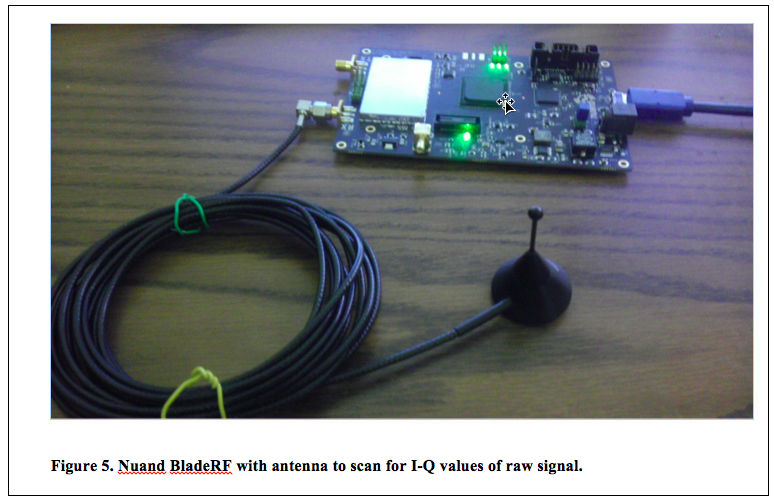 Figure 5. Nuand BladeRF with antenna to scan for I-Q values of raw signal.